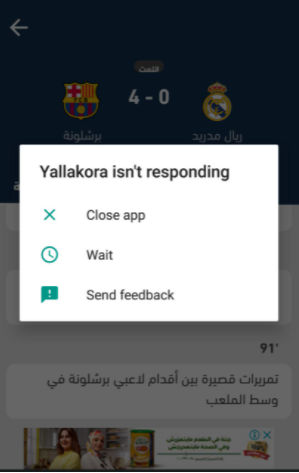 انتهت
4 - 0
برشلونة
ريال مدريد
Yallakora isn't responding
Close app
Wait
Send feedback
91'
تمريرات قصيرة بين أقدام لاعبي برشلونة في
وسط الملعب